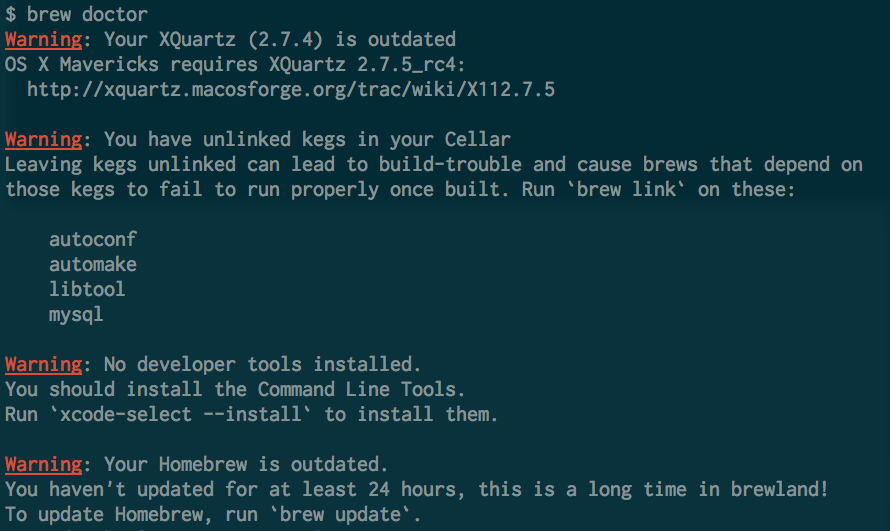 $ brew doctor
Warning: Your XQuartz (2.7.4) is outdated
OS X Mavericks requires XQuartz 2.7.5_rc4:
  http://xquartz.macosforge.org/trac/wiki/X112.7.5
Warning: You have unlinked kegs in your Cellar
Leaving kegs unlinked can lead to build-trouble and cause brews that depend on
those kegs to fail to run properly once built. Run `brew link` on these:
    autoconf
    automake
    libtool
    mysql
Warning: No developer tools installed.
You should install the Command Line Tools.
Run `xcode-select --install` to install them.
Warning: Your Homebrew is outdated.
You haven't updated for at least 24 hours, this is a long time in brewland!
To update Homebrew, run `brew update`.